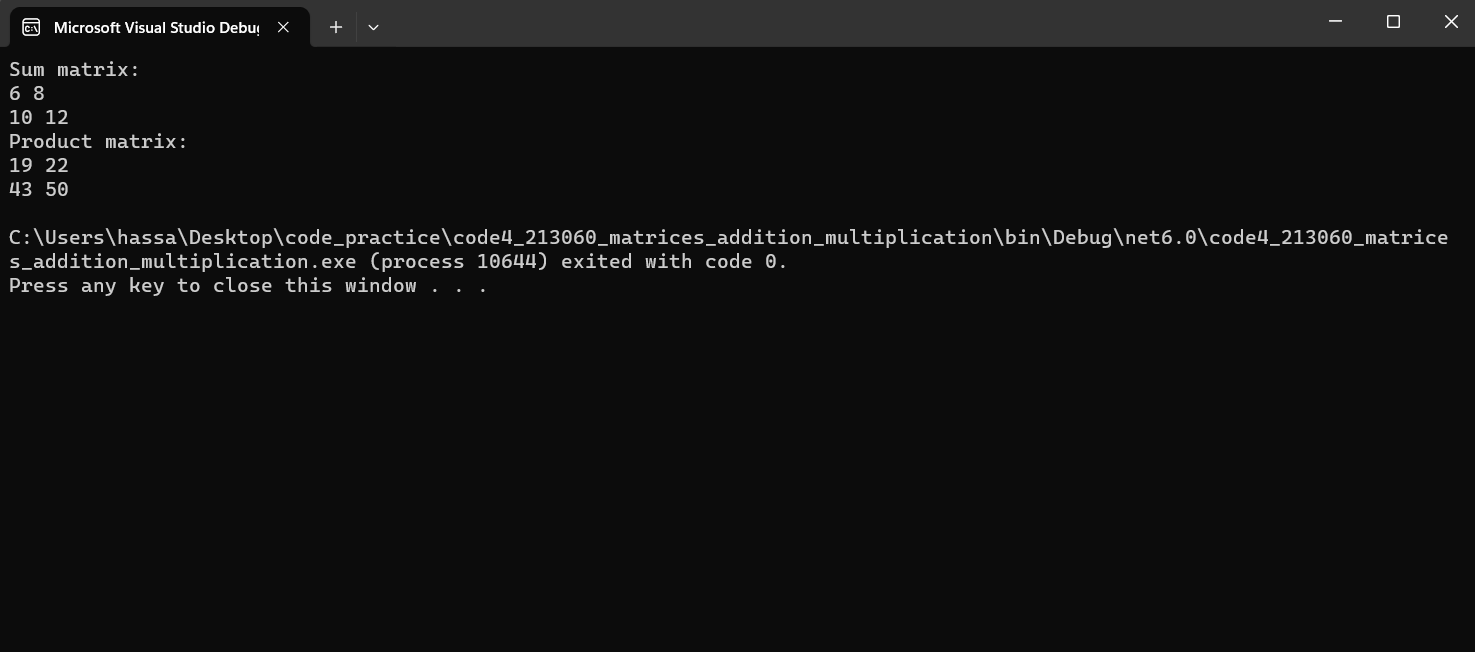 Microsoft Visual Studio Debug
Sum matrix:
6 8
10 12
Product matrix:
19 22
43 50
C:\Users\hassa\Desktop\code_practice\code4_213060_matrices_addition_multiplication\bin\Debug\net6.0\code4_213060_matrice
s_addition_multiplication.exe (process 10644) exited with code 0.
Press any key to close this window . . .